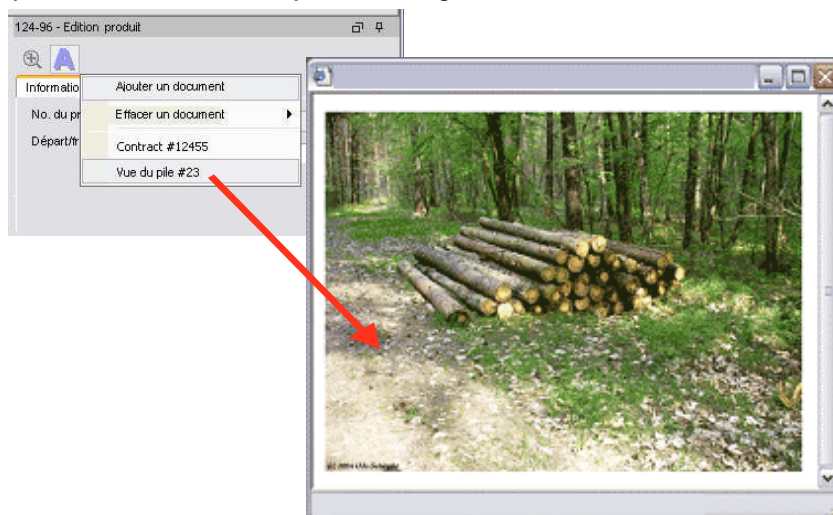 124-96 - Edition produit
A
Informatio
Ajouter un document
No. du pr
Effacer un document
Départ/fr
Contract #12455
Vue du pile #23